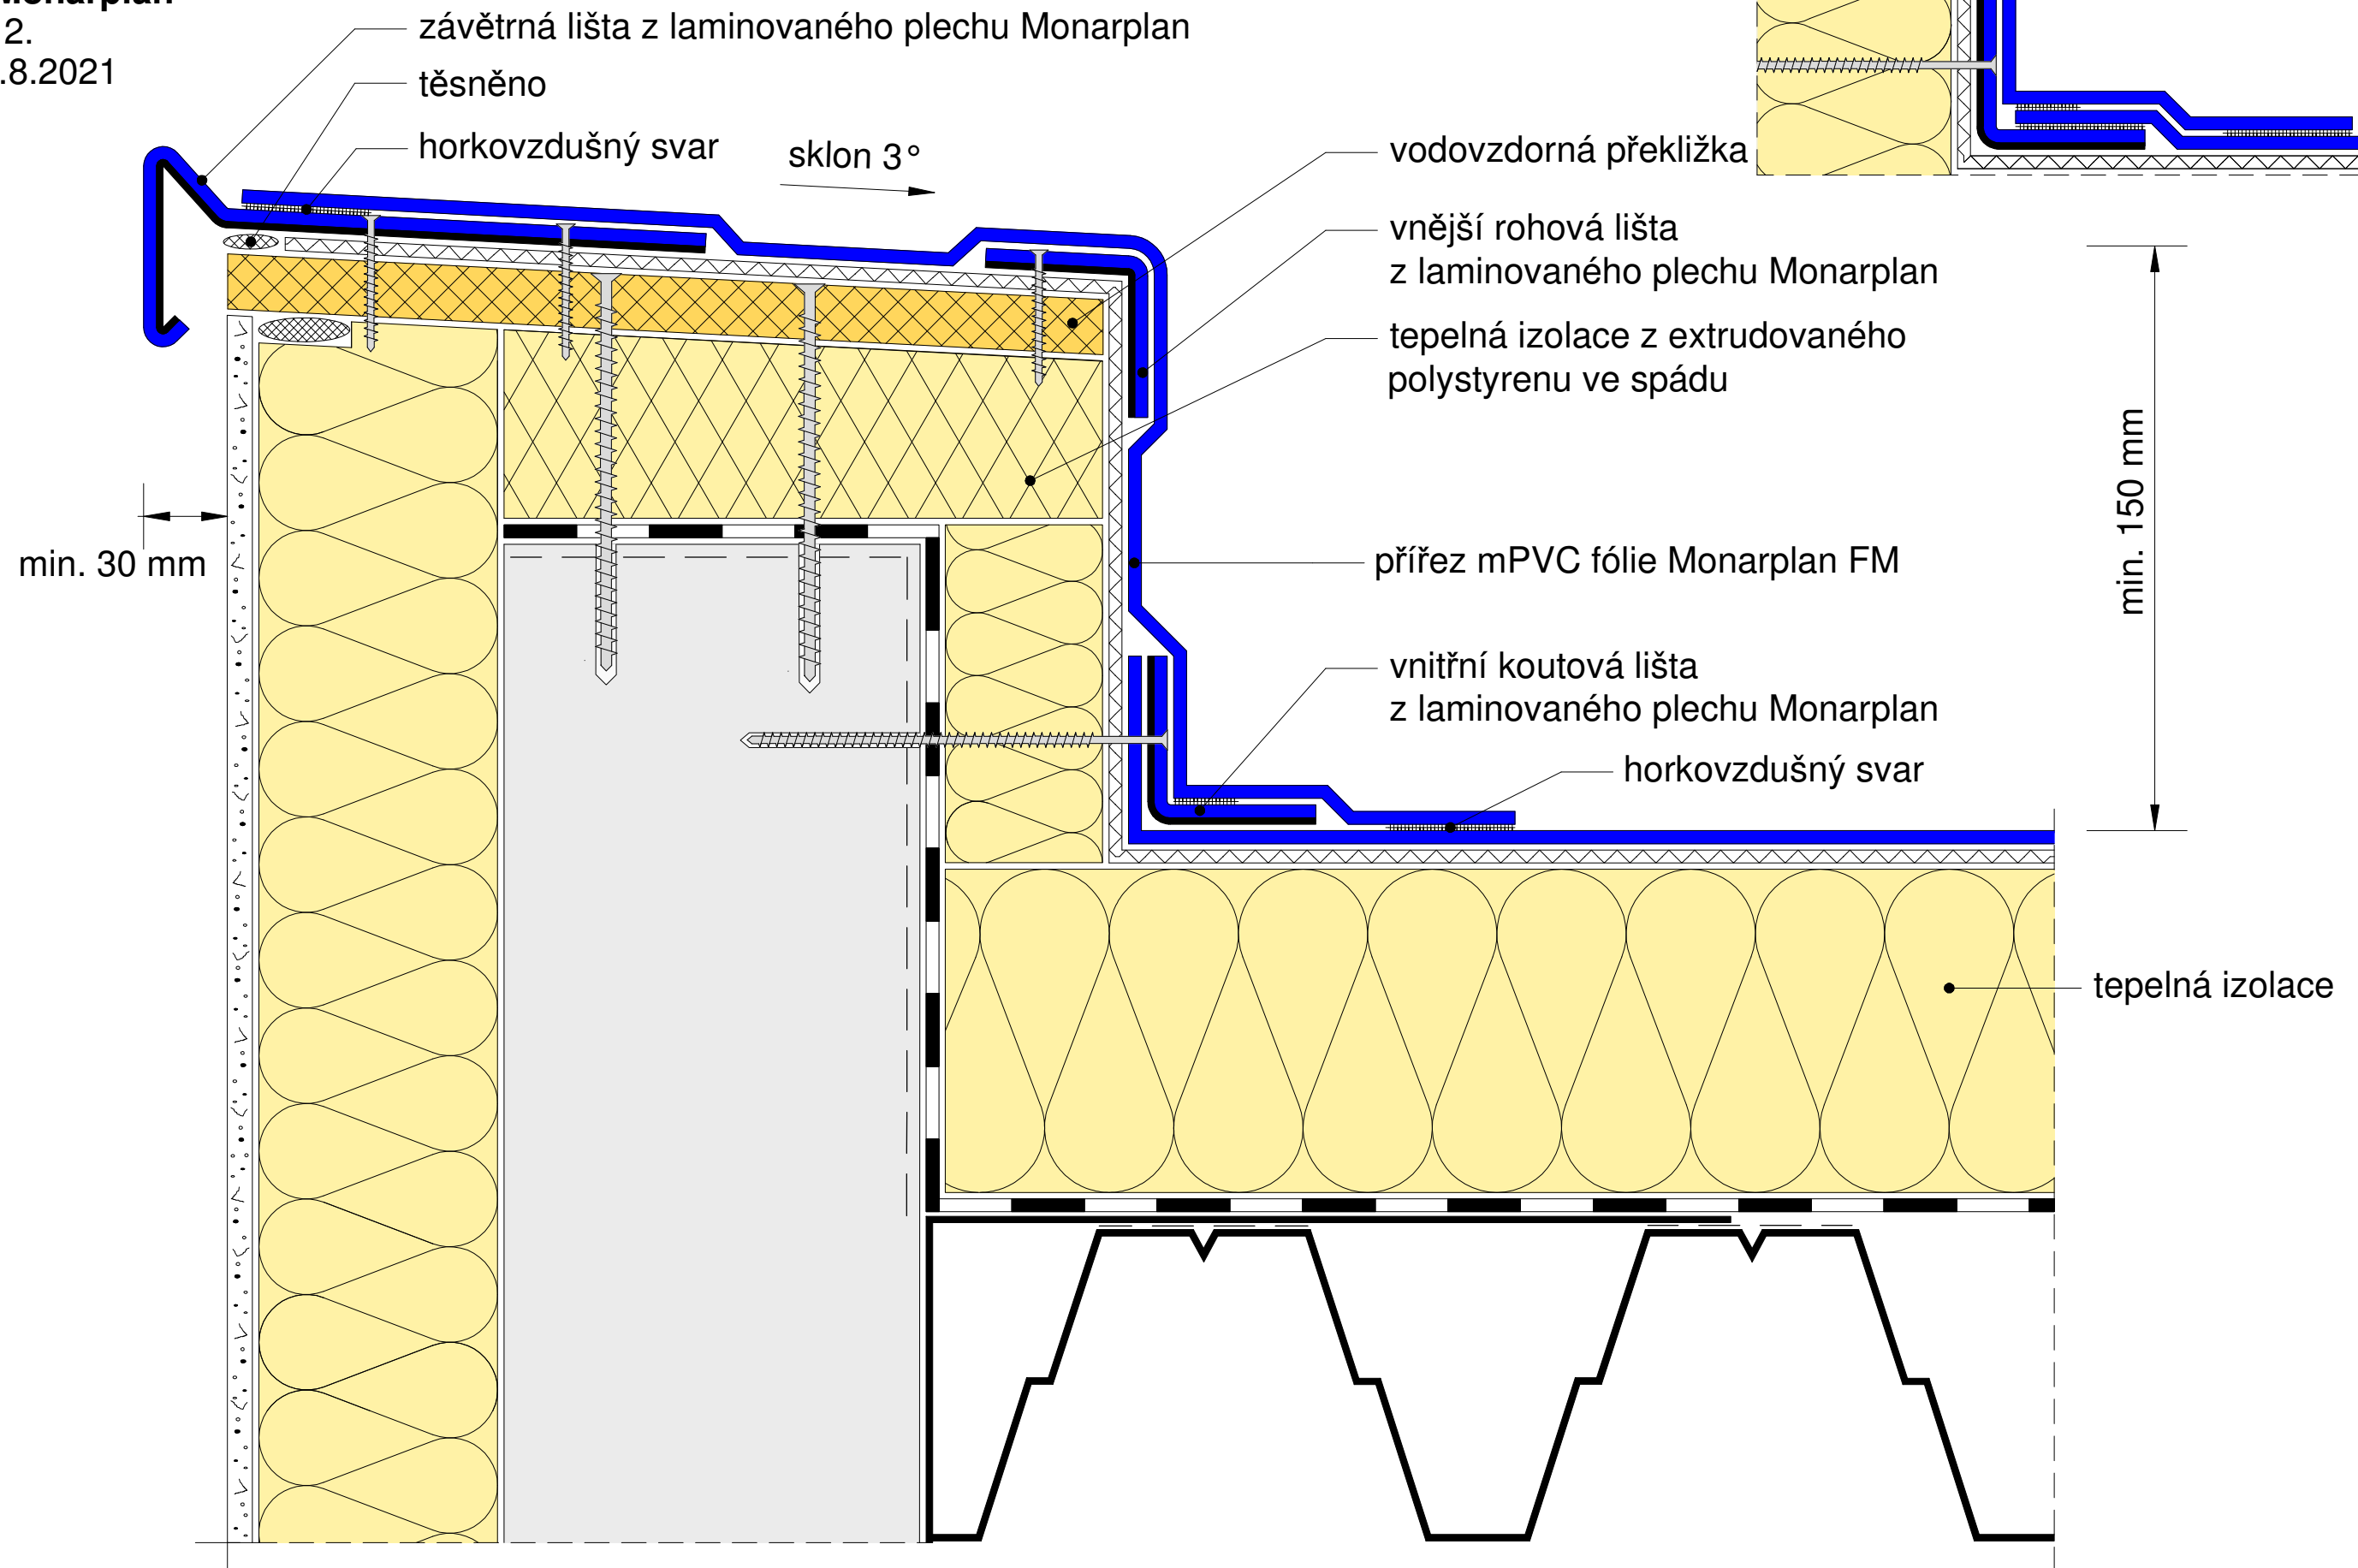 Monarplan
2.
.8.2021
závětrná lišta z laminovaného plechu Monarplan
těsněno
horkovzdušný svar
sklon 3°
vodovzdorná překližka
vnější rohová lišta
z laminovaného plechu Monarplan
tepelná izolace z extrudovaného
polystyrenu ve spádu
min. 150 mm
min. 30 mm
přířez mPVC fólie Monarplan FM
vnitřní koutová lišta
z laminovaného plechu Monarplan
horkovzdušný svar
tepelná izolace